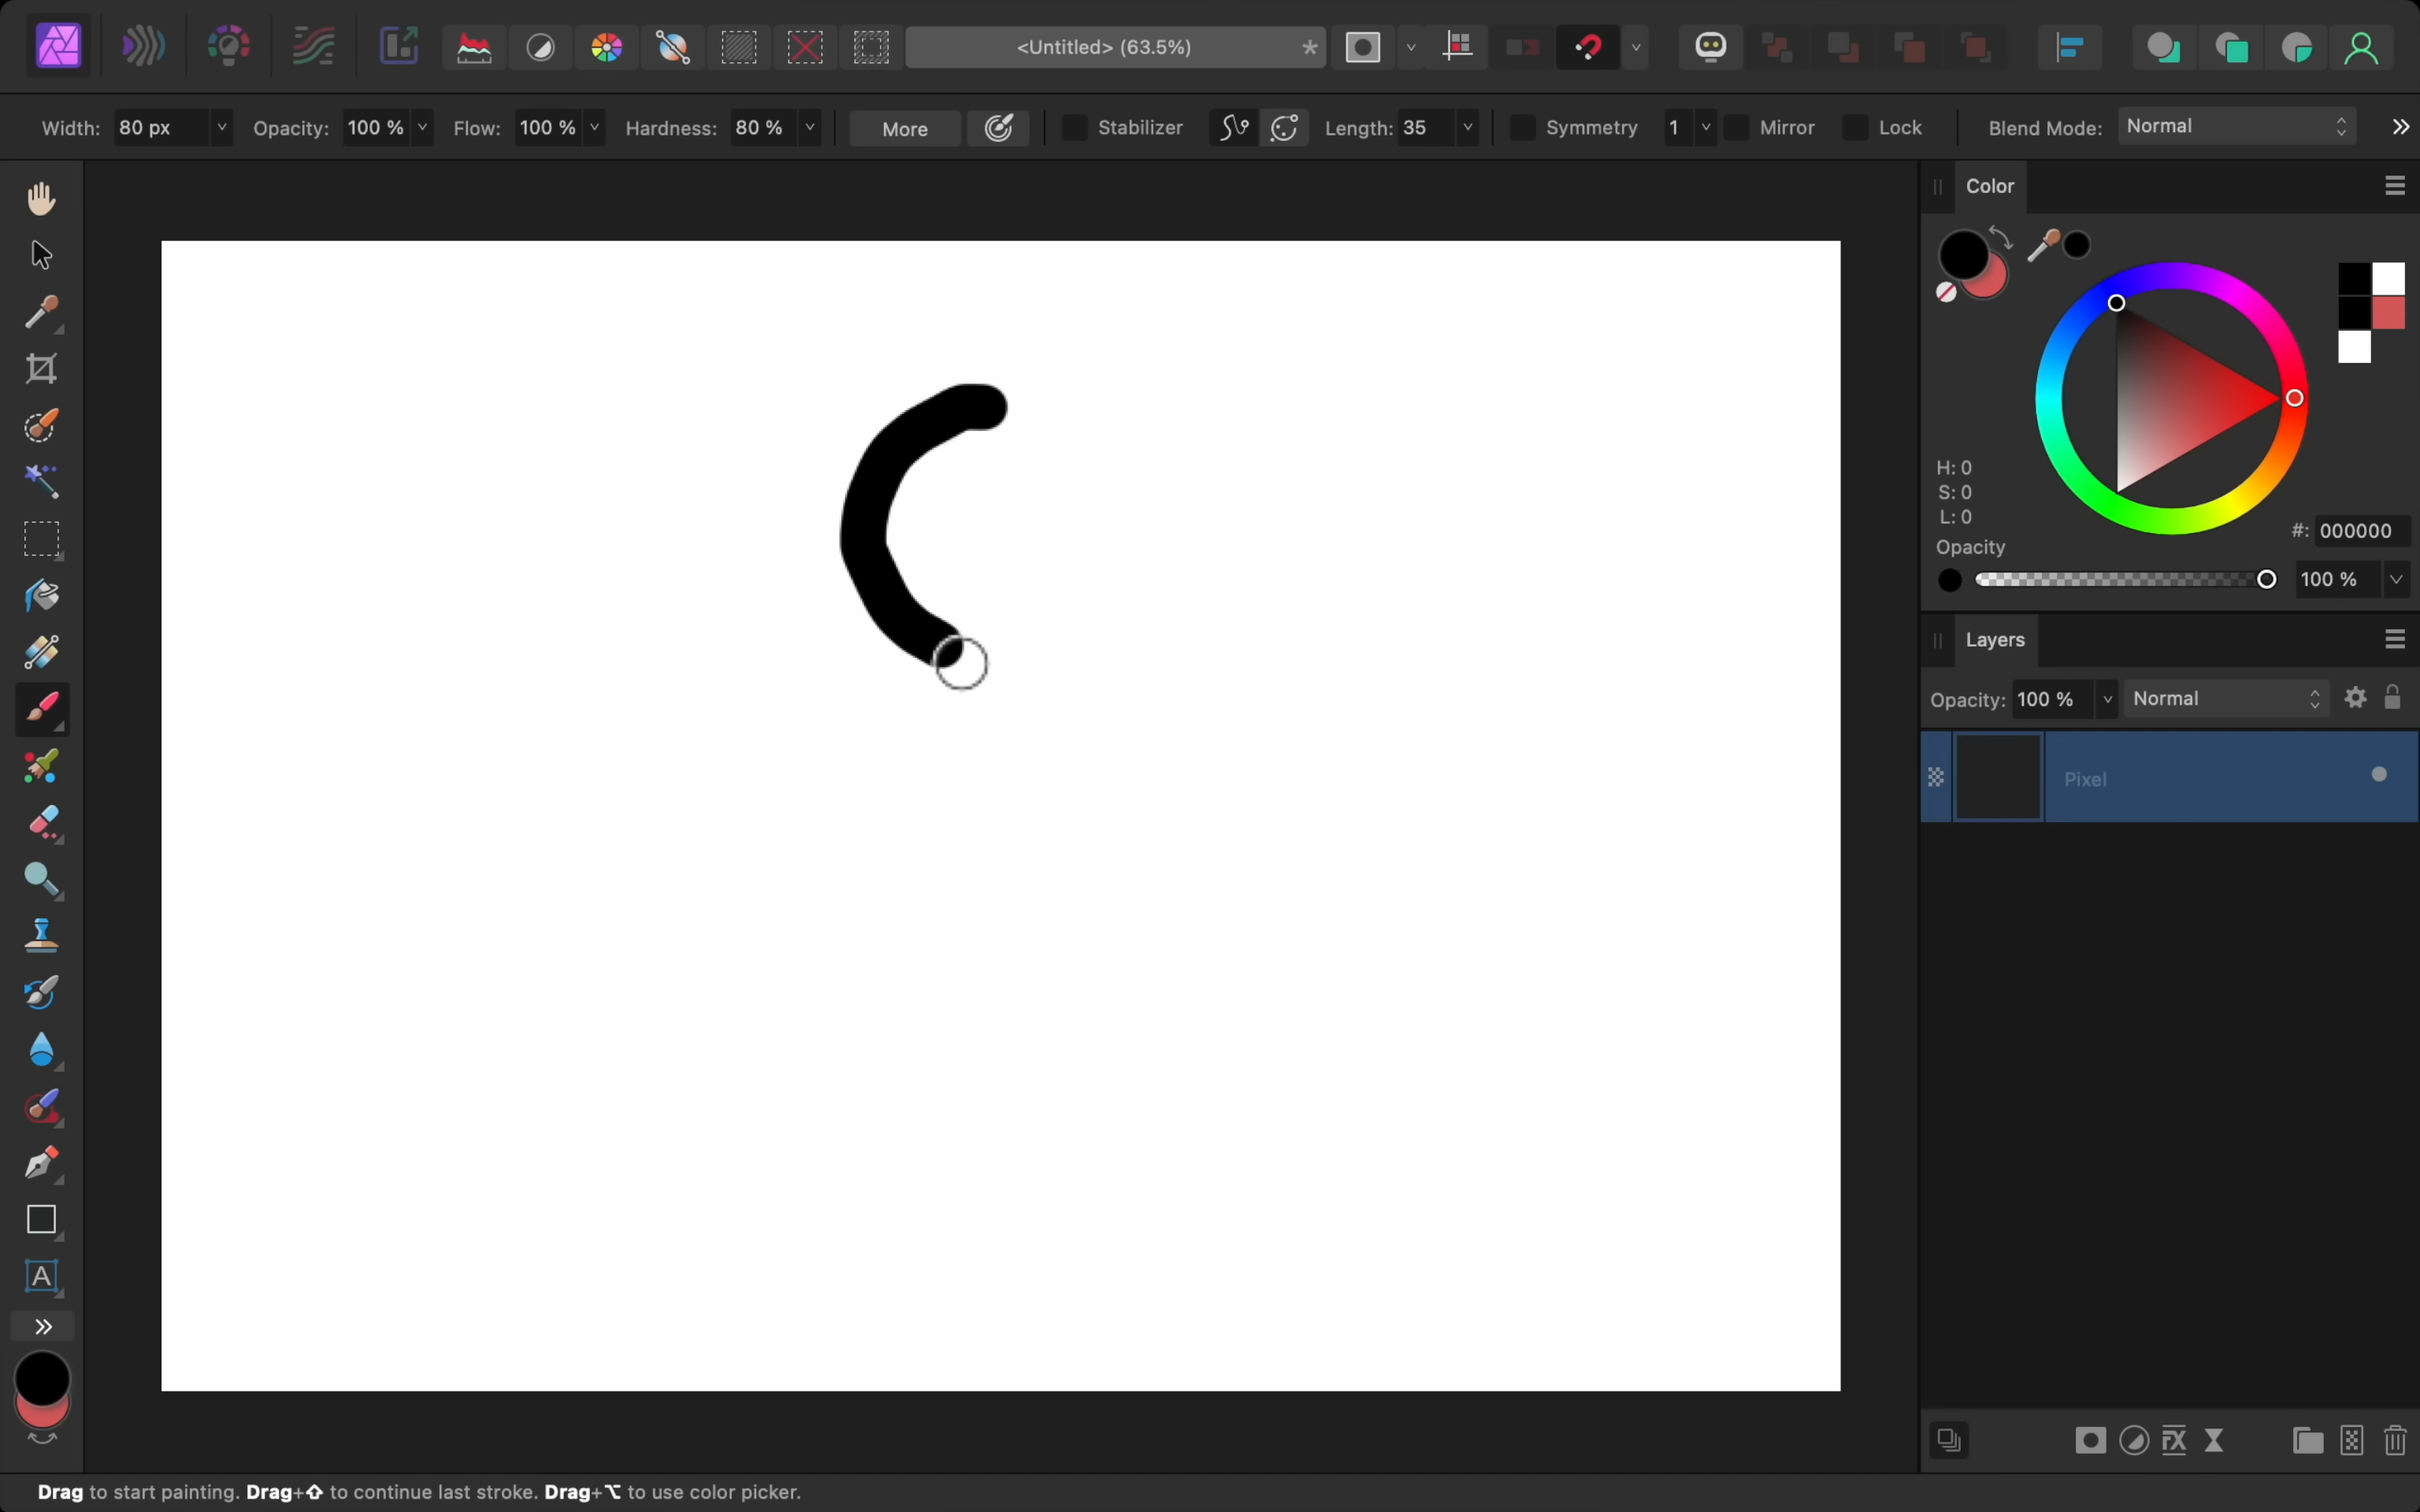 <Untitled> (63.5%) *
Width: 80 px Opacity: 100 % Flow: 100 % Hardness: 80 % More Stabilizer Length: 35 Symmetry 1 Mirror Lock Blend Mode: Normal
Color
H: 0
S: 0
L: 0
#: 000000
Opacity
100 %
Layers
Opacity: 100 % Normal
Pixel
A
FX
Drag to start painting. Drag+⇧ to continue last stroke. Drag+⌥ to use color picker.